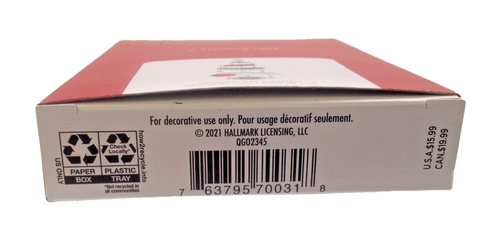 For decorative use only. Pour usage décoratif seulement.
© 2021 HALLMARK LICENSING, LLC
QGO2345
7 63795 70031 8
US ONLY
PAPER
BOX
Check
Locally*
PLASTIC
TRAY
*Not recycled in
all communities
how2recycle.info
U.S.A.$15.99
CAN.$19.99